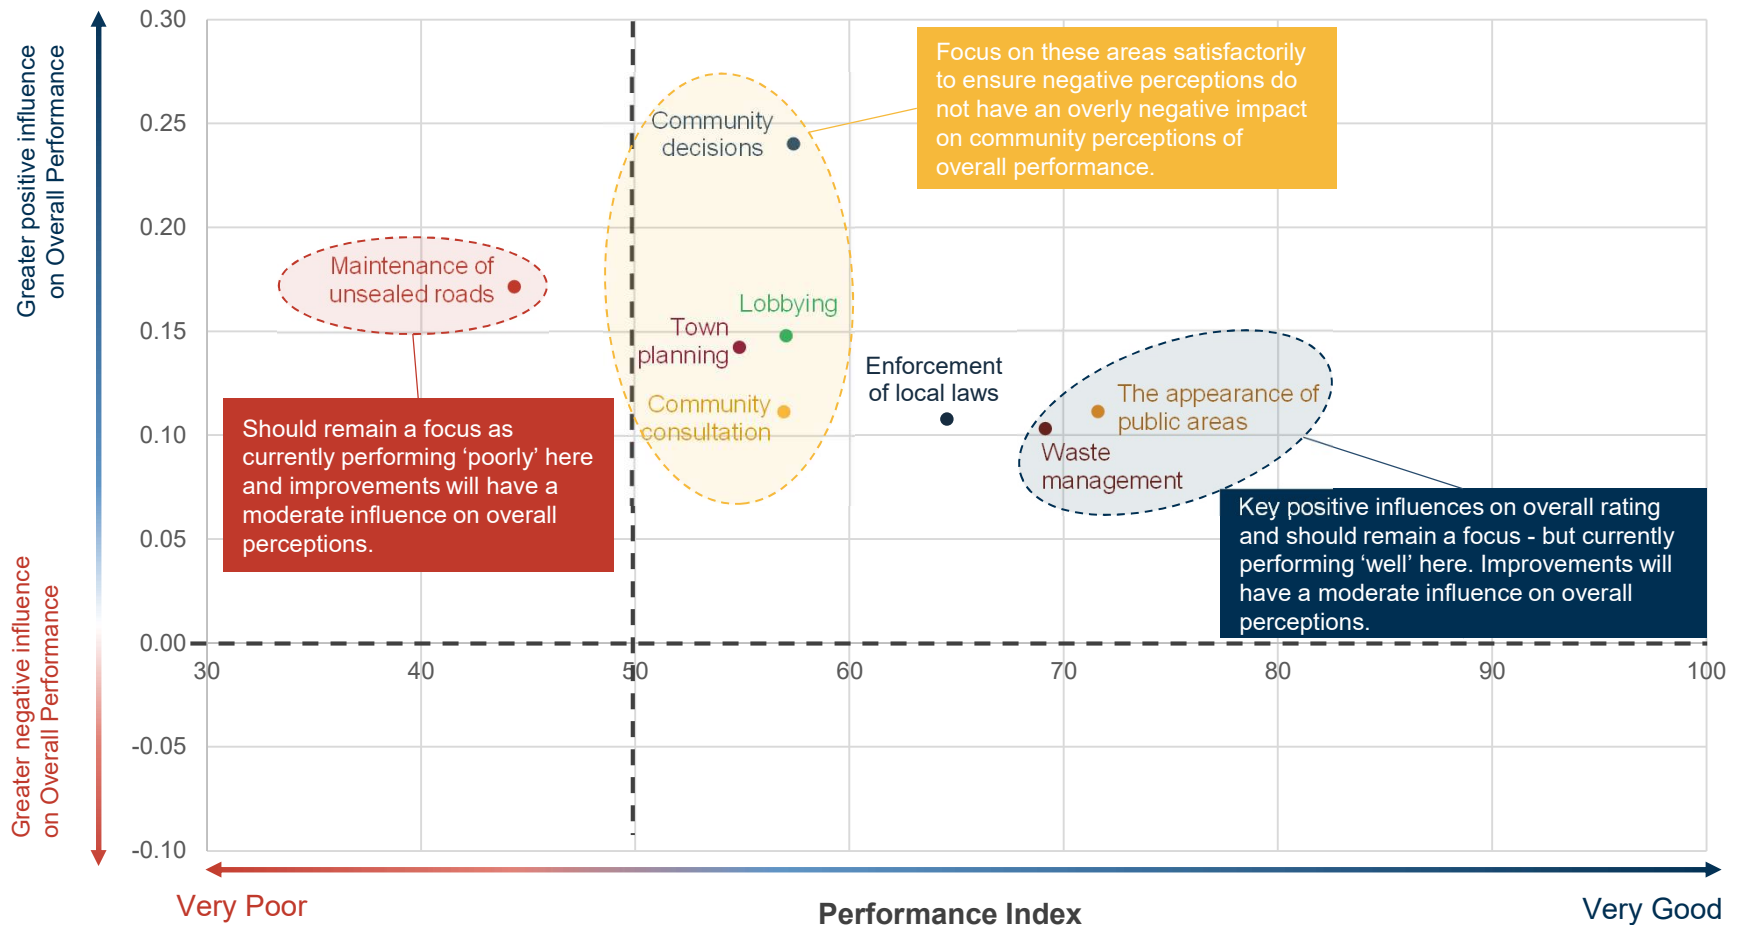 Greater positive influence
on Overall Performance
Greater negative influence
on Overall Performance
0.30
0.25
0.20
0.15
0.10
0.05
0.00
-0.05
-0.10
30
40
50
60
70
80
90
100
Community
decisions
Focus on these areas satisfactorily
to ensure negative perceptions do
not have an overly negative impact
on community perceptions of
overall performance.
Maintenance of
unsealed roads
Lobbying
Town
planning
Community
consultation
Enforcement
of local laws
The appearance of
public areas
Waste
management
Should remain a focus as
currently performing ‘poorly’ here
and improvements will have a
moderate influence on overall
perceptions.
Key positive influences on overall rating
and should remain a focus - but currently
performing ‘well’ here. Improvements will
have a moderate influence on overall
perceptions.
Very Poor
Performance Index
Very Good